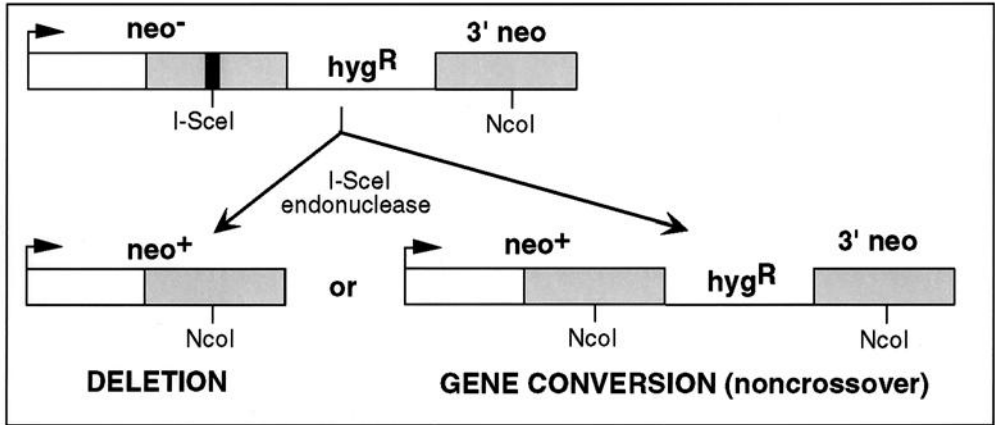 neo- 3' neo
hygR
I-SceI NcoI
I-SceI
endonuclease
neo+ neo+ 3' neo
or hygR
NcoI NcoI NcoI
DELETION GENE CONVERSION (noncrossover)